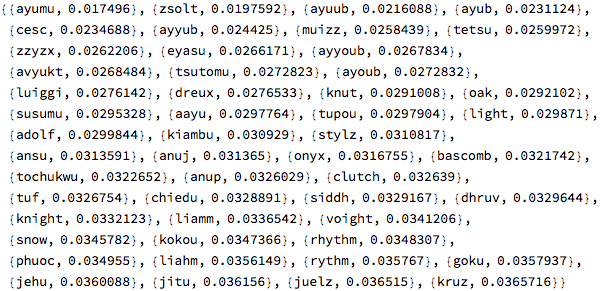 {{ayumu, 0.017496}, {zsolt, 0.0197592}, {ayuub, 0.0216088}, {ayub, 0.0231124},
{cesc, 0.0234688}, {ayyub, 0.024425}, {muizz, 0.0258439}, {tetsu, 0.0259972},
{zzyzx, 0.0262206}, {eyasu, 0.0266171}, {ayyoub, 0.0267834},
{avyukt, 0.0268484}, {tsutomu, 0.0272823}, {ayoub, 0.0272832},
{luiggi, 0.0276142}, {dreux, 0.0276533}, {knut, 0.0291008}, {oak, 0.0292102},
{susumu, 0.0295328}, {aayu, 0.0297764}, {tupou, 0.0297904}, {light, 0.029871},
{adolf, 0.0299844}, {kiambu, 0.030929}, {stylz, 0.0310817},
{ansu, 0.0313591}, {anuj, 0.031365}, {onyx, 0.0316755}, {bascomb, 0.0321742},
{tochukwu, 0.0322652}, {anup, 0.0326029}, {clutch, 0.032639},
{tuf, 0.0326754}, {chiedu, 0.0328891}, {siddh, 0.0329167}, {dhruv, 0.0329644},
{knight, 0.0332123}, {liamm, 0.0336542}, {voight, 0.0341206},
{snow, 0.0345782}, {kokou, 0.0347366}, {rhythm, 0.0348307},
{phuoc, 0.034955}, {liahm, 0.0356149}, {rythm, 0.035767}, {goku, 0.0357937},
{jehu, 0.0360088}, {jitu, 0.036156}, {juelz, 0.036515}, {kruz, 0.0365716}}